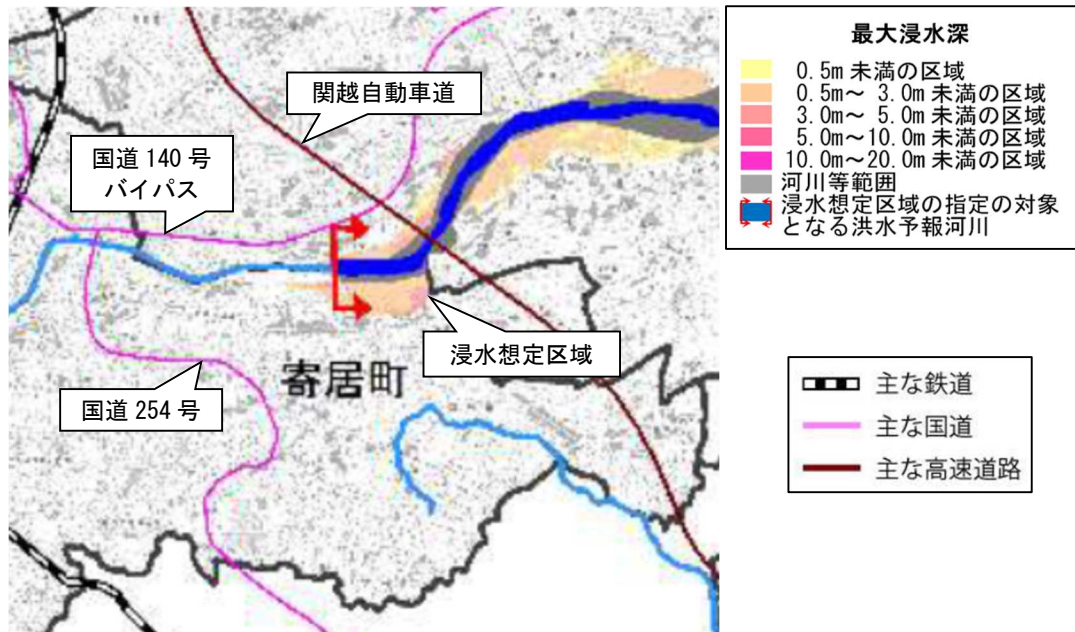 関越自動車道
国道 140 号
バイパス
国道 254 号
寄居町
浸水想定区域
最大浸水深
0.5m 未満の区域
0.5m~ 3.0m 未満の区域
3.0m~ 5.0m 未満の区域
5.0m~10.0m 未満の区域
10.0m~20.0m 未満の区域
河川等範囲
浸水想定区域の指定の対象
となる洪水予報河川
主な鉄道
主な国道
主な高速道路